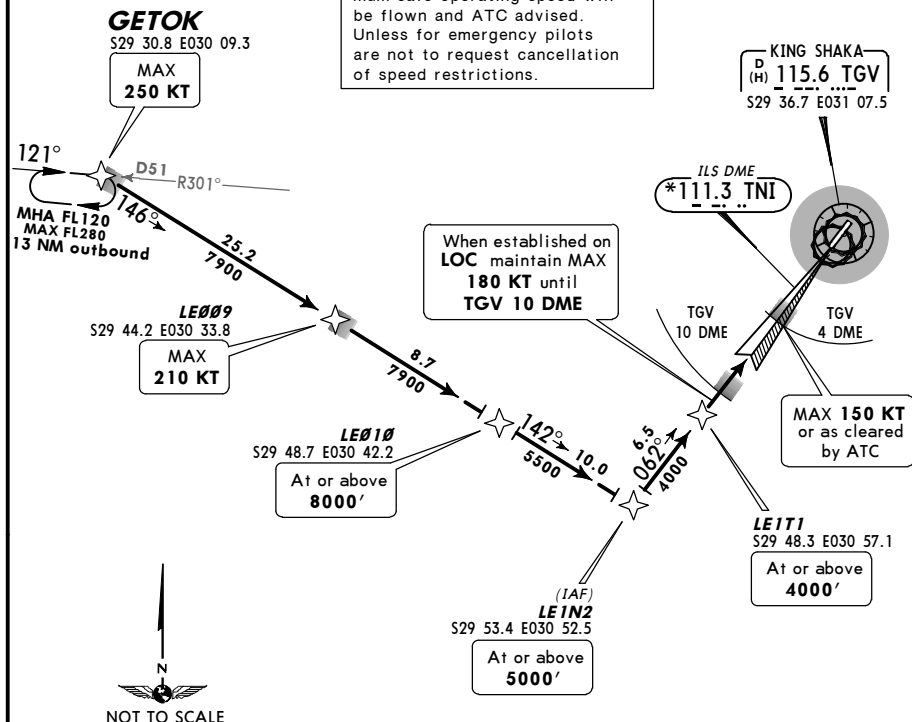 be flown and ATC advised.
Unless for emergency pilots
are not to request cancellation
of speed restrictions.
GETOK
S29 30.8 E030 09.3
MAX
250 KT
KING SHAKA
D
(H) 115.6 TGV
S29 36.7 E031 07.5
121°
D51
R301°
MHA FL120
MAX FL280
13 NM outbound
146°
25.2
7900
ILS DME
*111.3 TNI
When established on
LOC maintain MAX
180 KT until
TGV 10 DME
TGV
10 DME
TGV
4 DME
LEØØ9
S29 44.2 E030 33.8
MAX
210 KT
8.7
7900
MAX 150 KT
or as cleared
by ATC
LEØ1Ø
S29 48.7 E030 42.2
At or above
8000'
142°
10.0
5500
6.5
062°
4000
LE1T1
S29 48.3 E030 57.1
At or above
4000'
(IAF)
LE1N2
S29 53.4 E030 52.5
At or above
5000'
N
NOT TO SCALE